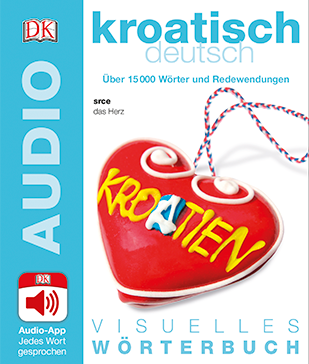 DK
kroatisch
deutsch
Über 15 000 Wörter und Redewendungen
srce
das Herz
AUDIO
KROATIEN
DK
Audio-App
Jedes Wort
gesprochen
VISUELLES
WÖRTERBUCH